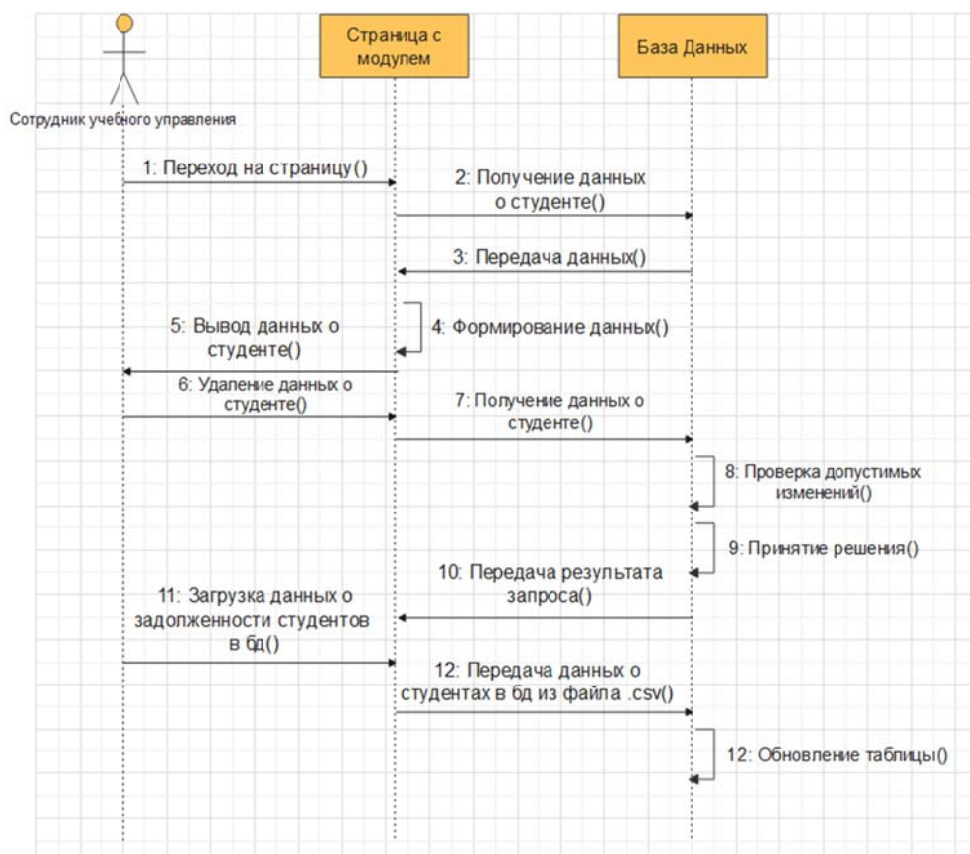 Страница с
модулем
База Данных
Сотрудник учебного управления
1: Переход на страницу()
2: Получение данных
о студенте()
3: Передача данных()
4: Формирование данных()
5: Вывод данных о
студенте()
6: Удаление данных о
студенте()
7: Получение данных о
студенте()
8: Проверка допустимых
изменений()
9: Принятие решения()
10: Передача результата
запроса()
11: Загрузка данных о
задолженности студентов
в бд()
12: Передача данных о
студентах в бд из файла .csv()
12: Обновление таблицы()